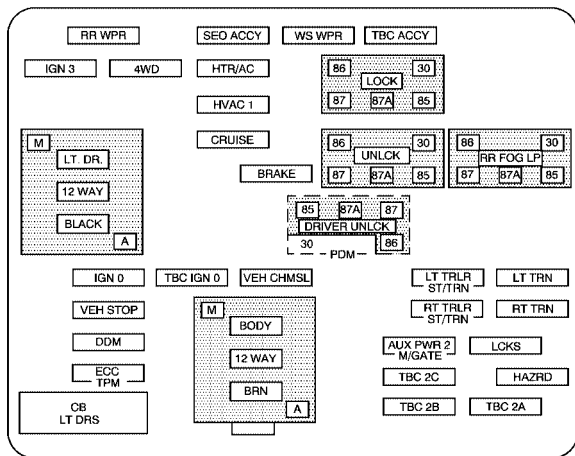 RR WPR
SEO ACCY
WS WPR
TBC ACCY
IGN 3
4WD
HTR/AC
86
30
LOCK
87
87A
85
HVAC 1
CRUISE
M
LT. DR.
12 WAY
BLACK
A
86
30
UNLCK
87
87A
85
86
30
RR FOG LP
87
87A
85
BRAKE
85
87A
87
DRIVER UNLCK
30
86
PDM
IGN 0
TBC IGN 0
VEH CHMSL
LT TRLR
ST/TRN
LT TRN
VEH STOP
M
BODY
12 WAY
BRN
A
RT TRLR
ST/TRN
RT TRN
DDM
AUX PWR 2
M/GATE
LCKS
ECC
TPM
TBC 2C
HAZRD
CB
LT DRS
TBC 2B
TBC 2A